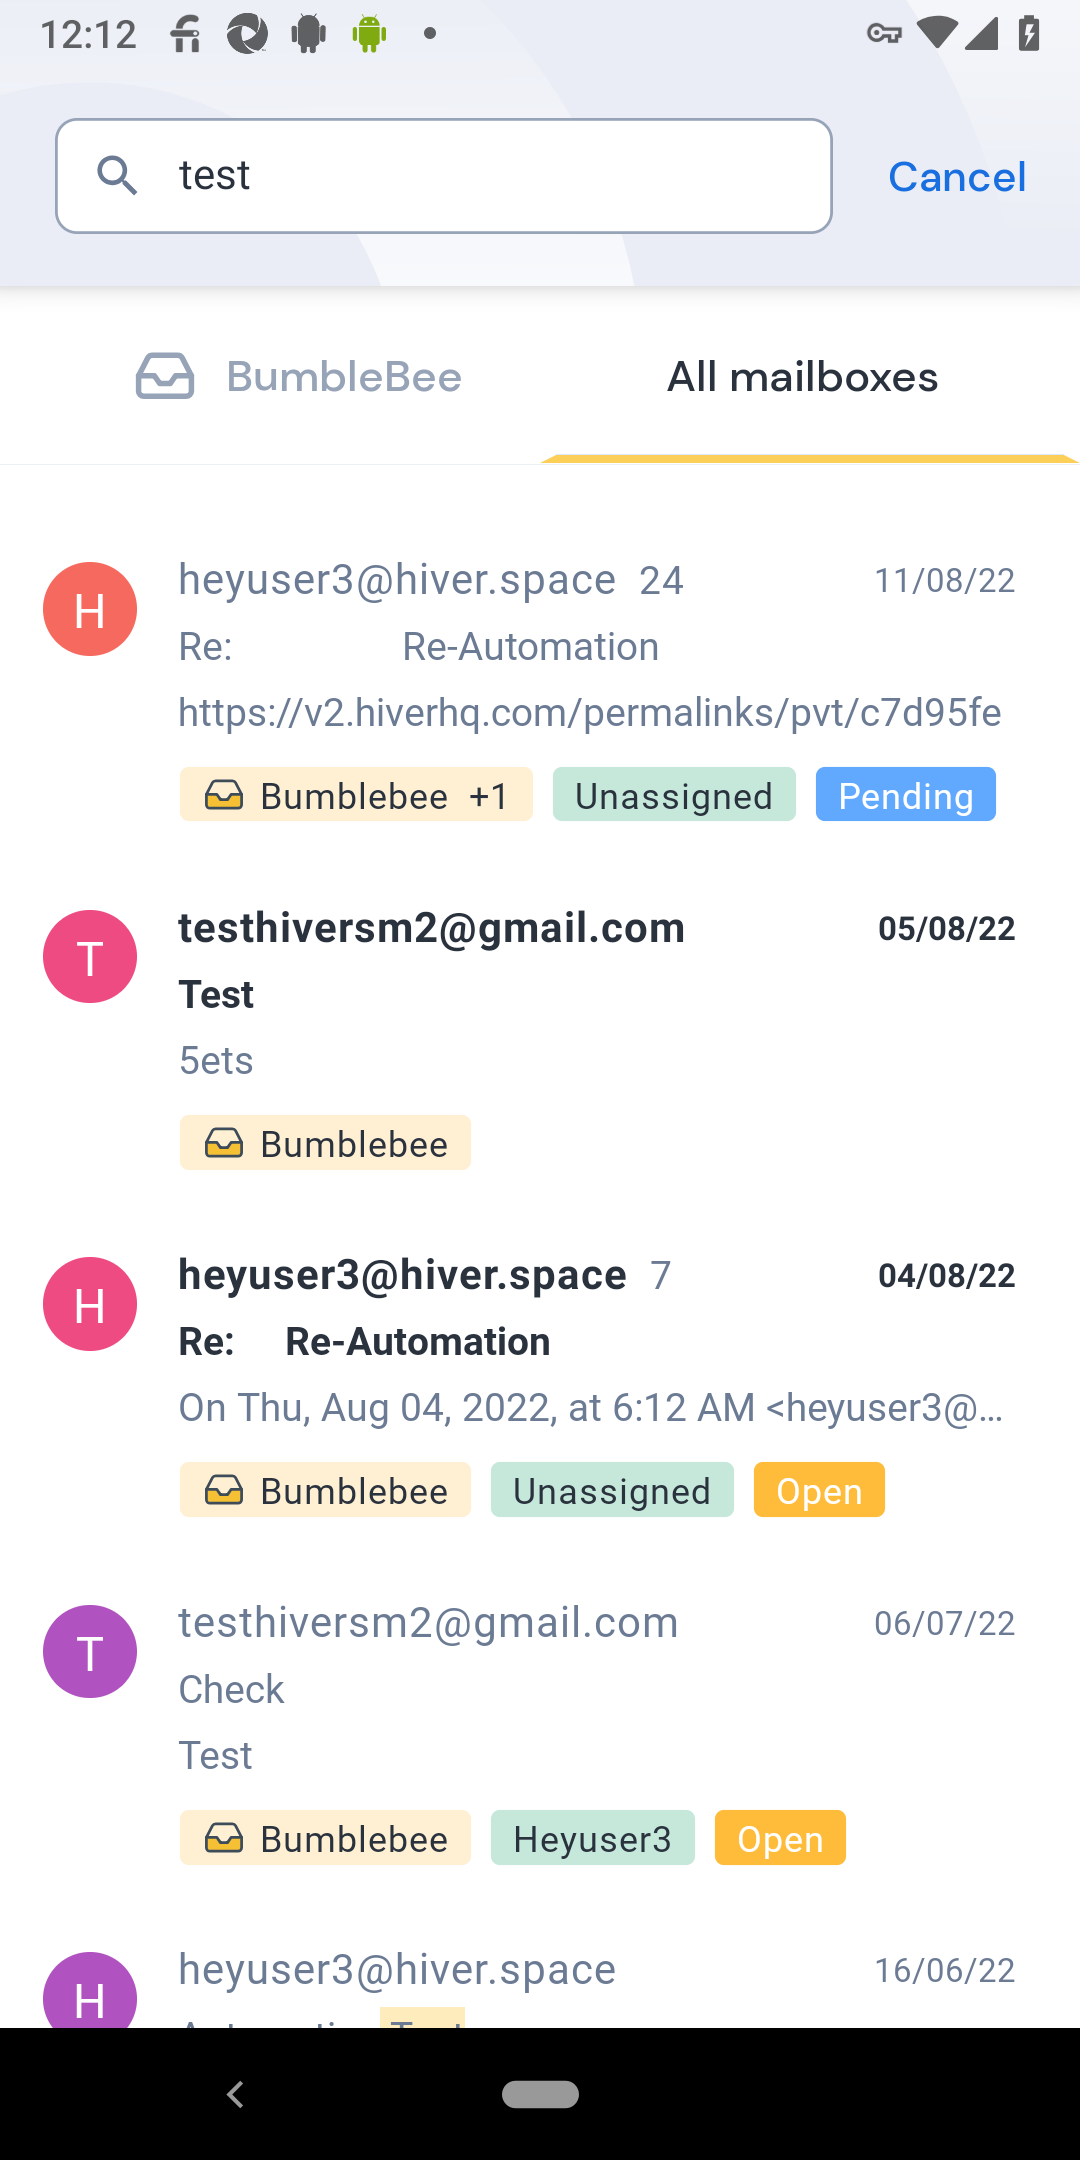 12:12
test
Cancel
BumbleBee
All mailboxes
H
heyuser3@hiver.space 24
11/08/22
Re: Re-Automation
https://v2.hiverhq.com/permalinks/pvt/c7d95fe
Bumblebee +1
Unassigned
Pending
T
testhiversm2@gmail.com
05/08/22
Test
5ets
Bumblebee
H
heyuser3@hiver.space 7
04/08/22
Re: Re-Automation
On Thu, Aug 04, 2022, at 6:12 AM <heyuser3@...
Bumblebee
Unassigned
Open
T
testhiversm2@gmail.com
06/07/22
Check
Test
Bumblebee
Heyuser3
Open
H
heyuser3@hiver.space
16/06/22